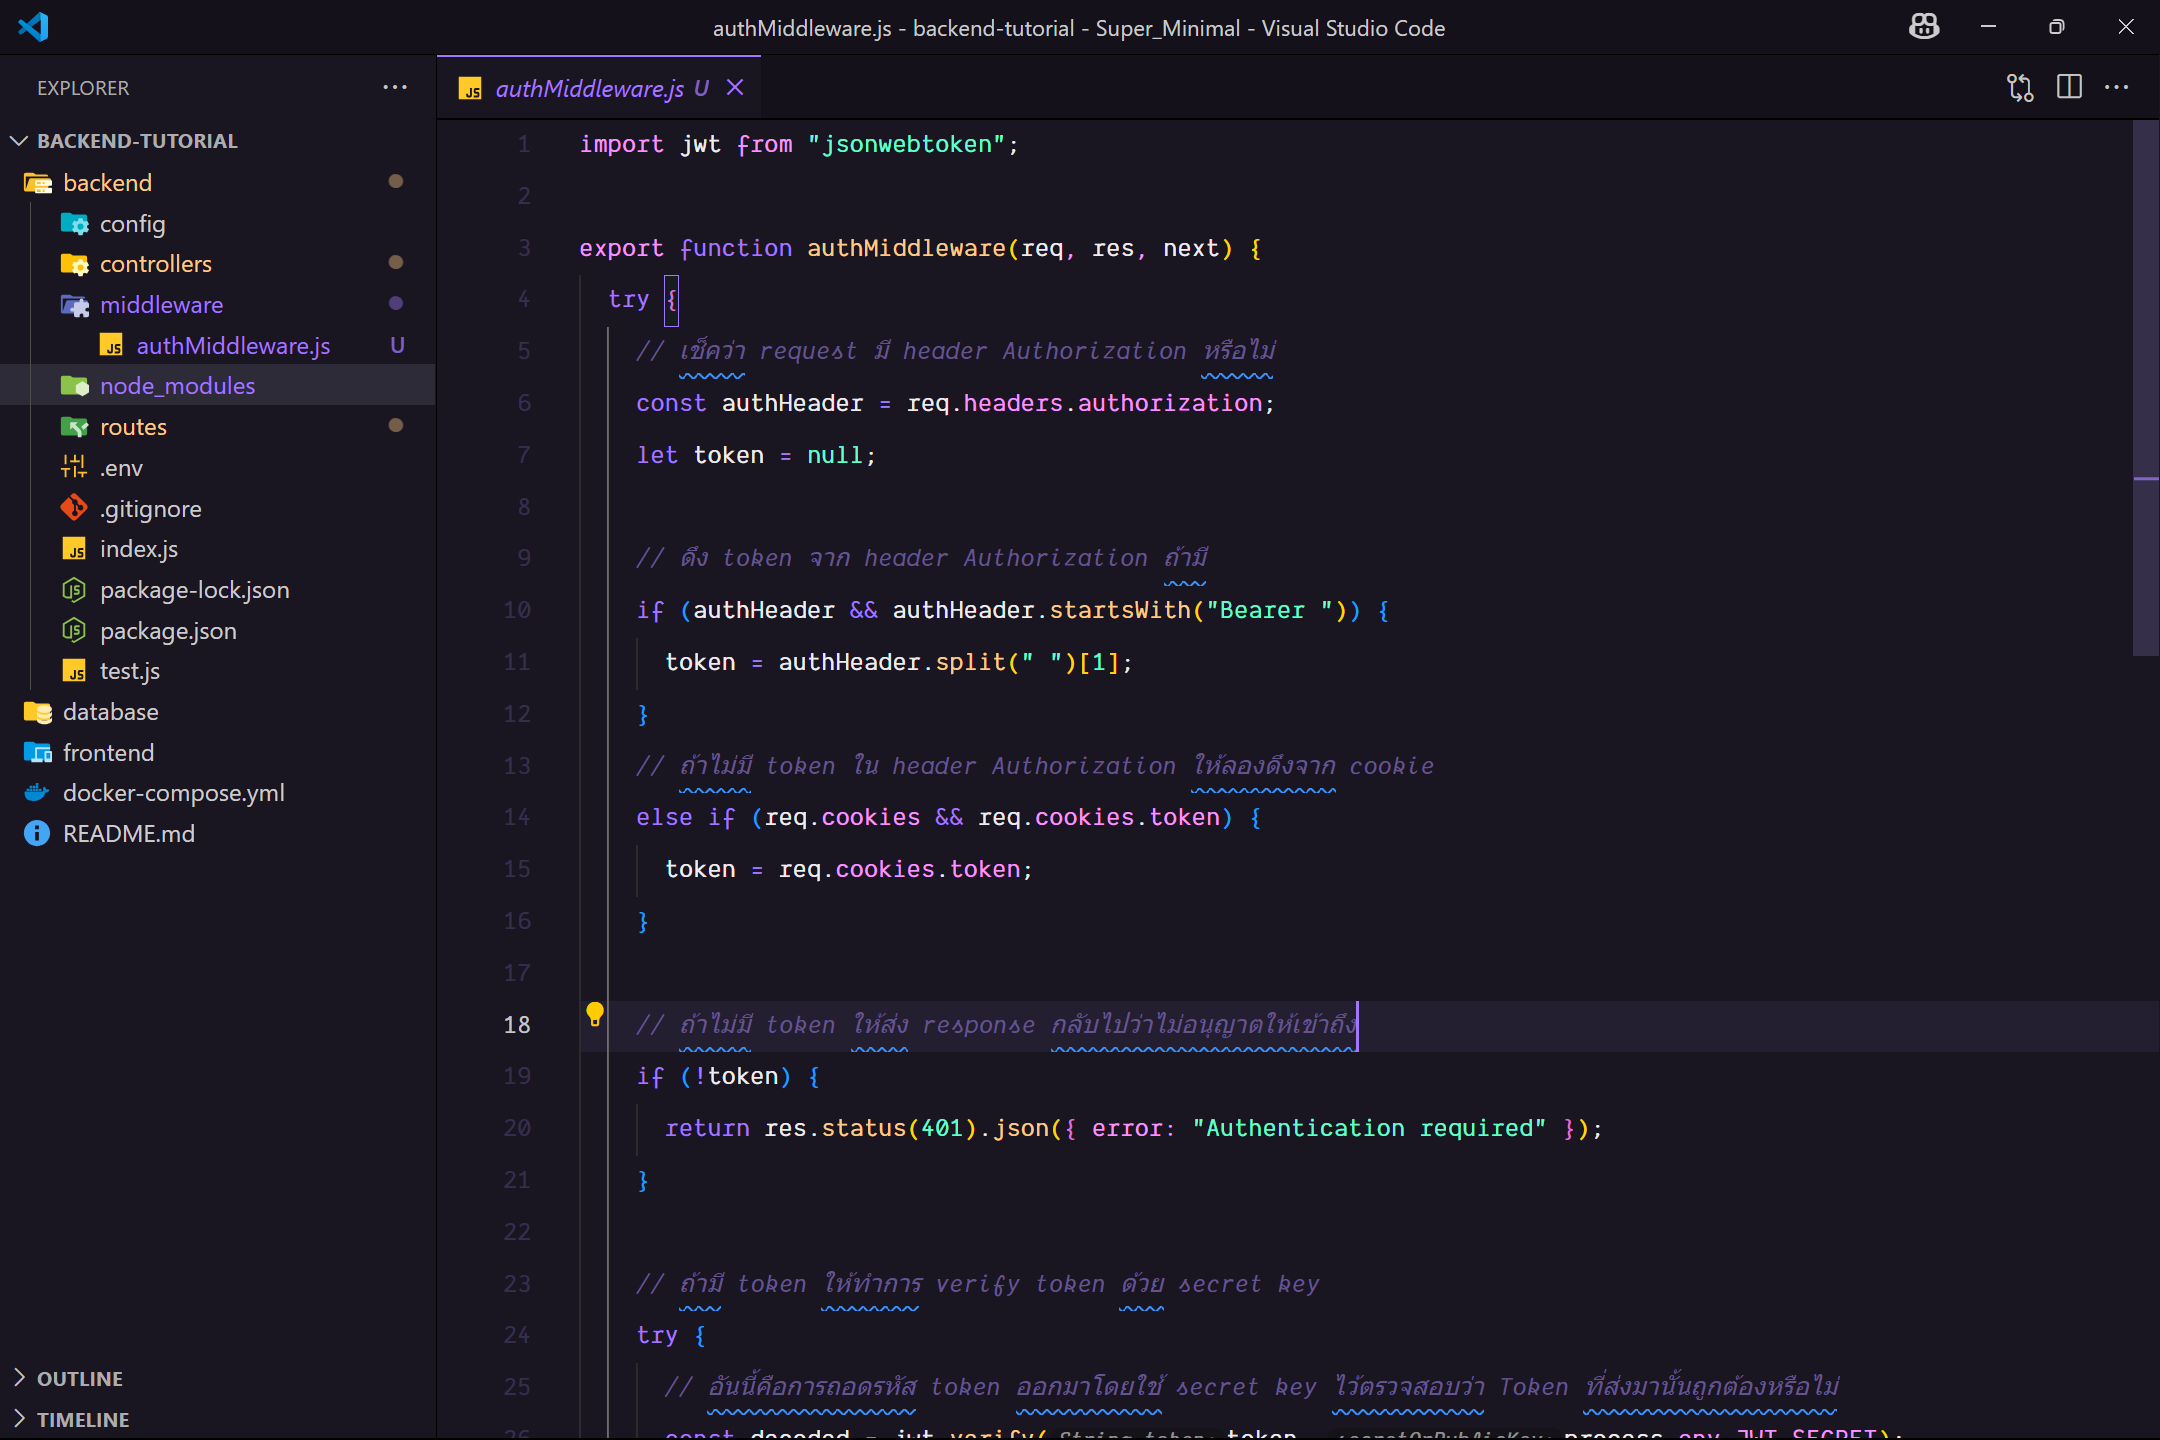 authMiddleware.js - backend-tutorial - Super_Minimal - Visual Studio Code
EXPLORER
BACKEND-TUTORIAL
backend
config
controllers
middleware
authMiddleware.js U
node_modules
routes
.env
.gitignore
index.js
package-lock.json
package.json
test.js
database
frontend
docker-compose.yml
README.md
OUTLINE
TIMELINE
authMiddleware.js U
1 import jwt from "jsonwebtoken";
2
3 export function authMiddleware(req, res, next) {
4 try {
5 // เช็คว่า request มี header Authorization หรือไม่
6 const authHeader = req.headers.authorization;
7 let token = null;
8
9 // ดึง token จาก header Authorization ถ้ามี
10 if (authHeader && authHeader.startsWith("Bearer ")) {
11 token = authHeader.split(" ")[1];
12 }
13 // ถ้าไม่มี token ใน header Authorization ให้ลองดึงจาก cookie
14 else if (req.cookies && req.cookies.token) {
15 token = req.cookies.token;
16 }
17
18 // ถ้าไม่มี token ให้ส่ง response กลับไปว่าไม่อนุญาตให้เข้าถึง
19 if (!token) {
20 return res.status(401).json({ error: "Authentication required" });
21 }
22
23 // ถ้ามี token ให้ทำการ verify token ด้วย secret key
24 try {
25 // อันนี้คือการถอดรหัส token ออกมาโดยใช้ secret key ไว้ตรวจสอบว่า Token ที่ส่งมานั้นถูกต้องหรือไม่
26 const decoded = jwt.verify( String token: token, secretOrPublicKey: process.env.JWT_SECRET);